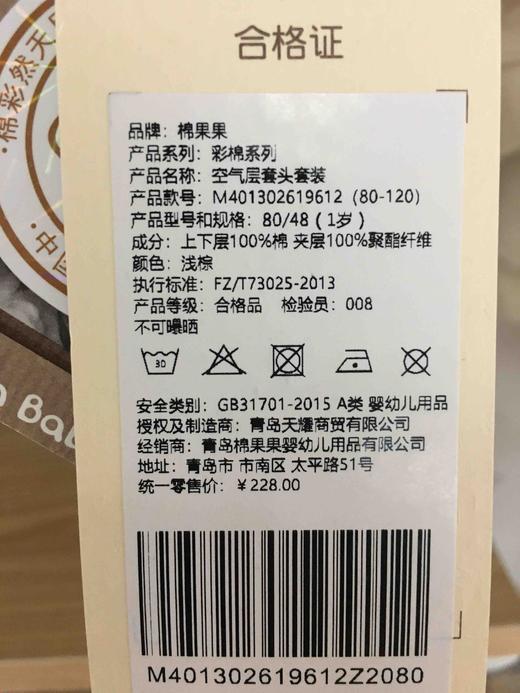 合格证
品牌：棉果果
产品系列：彩棉系列
产品名称：空气层套头套装
产品款号：M401302619612（80-120）
产品型号和规格：80/48（1岁）
成分：上下层100%棉 夹层100%聚酯纤维
颜色：浅棕
执行标准：FZ/T73025-2013
产品等级：合格品 检验员：008
不可曝晒
30
安全类别：GB31701-2015 A类 婴幼儿用品
授权及制造商：青岛天耀商贸有限公司
经销商：青岛棉果果婴幼儿用品有限公司
地址：青岛市 市南区 太平路51号
统一零售价：￥228.00
M401302619612Z2080
·棉彩然天
中国
Bab